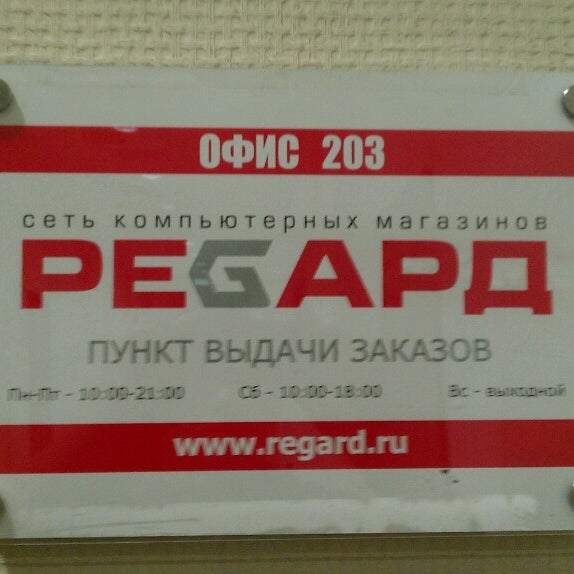 ОФИС 203
сеть компьютерных магазинов
РЕGАРД
ПУНКТ ВЫДАЧИ ЗАКАЗОВ
Пн-Пт - 10:00-21:00 Сб - 10:00-18:00 Вс - выходной
www.regard.ru